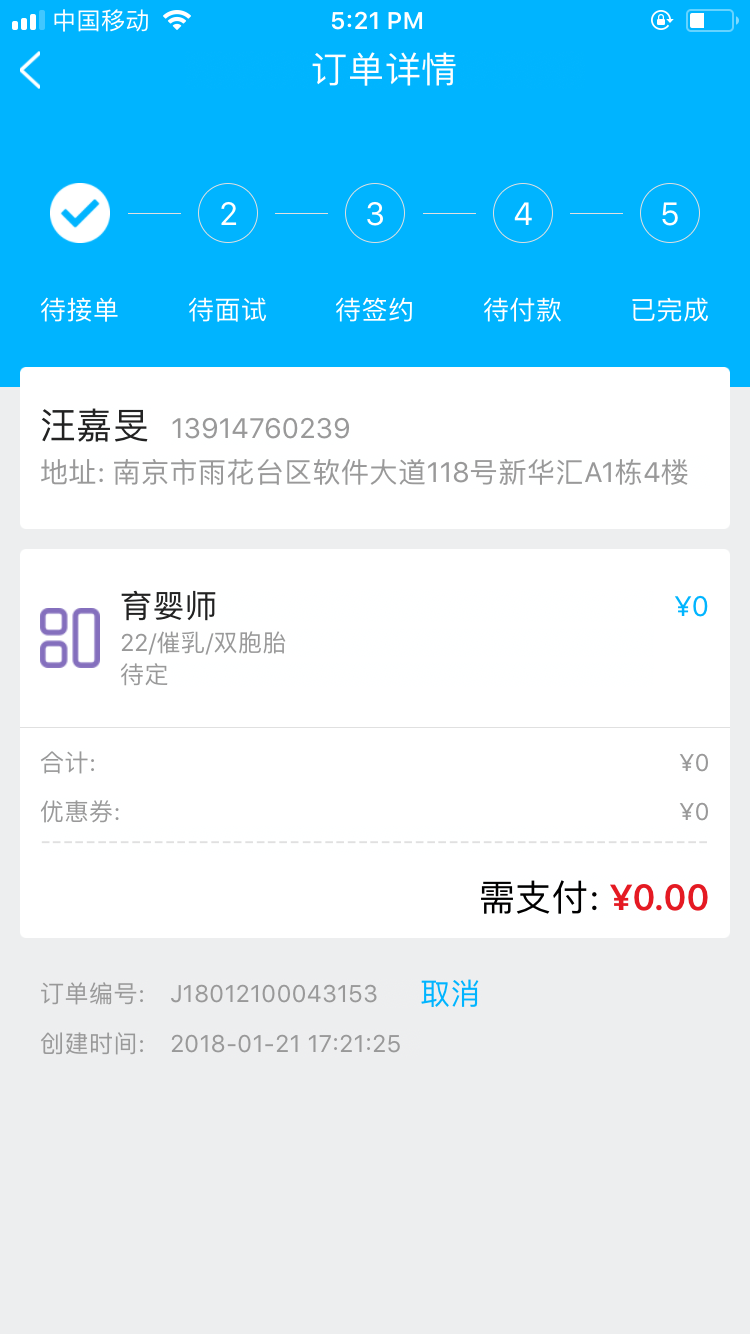 中国移动 5:21 PM
订单详情
2 3 4 5
待接单 待面试 待签约 待付款 已完成
汪嘉旻 13914760239
地址: 南京市雨花台区软件大道118号新华汇A1栋4楼
育婴师 ¥0
22/催乳/双胞胎
待定
合计: ¥0
优惠券: ¥0
需支付: ¥0.00
订单编号: J18012100043153 取消
创建时间: 2018-01-21 17:21:25